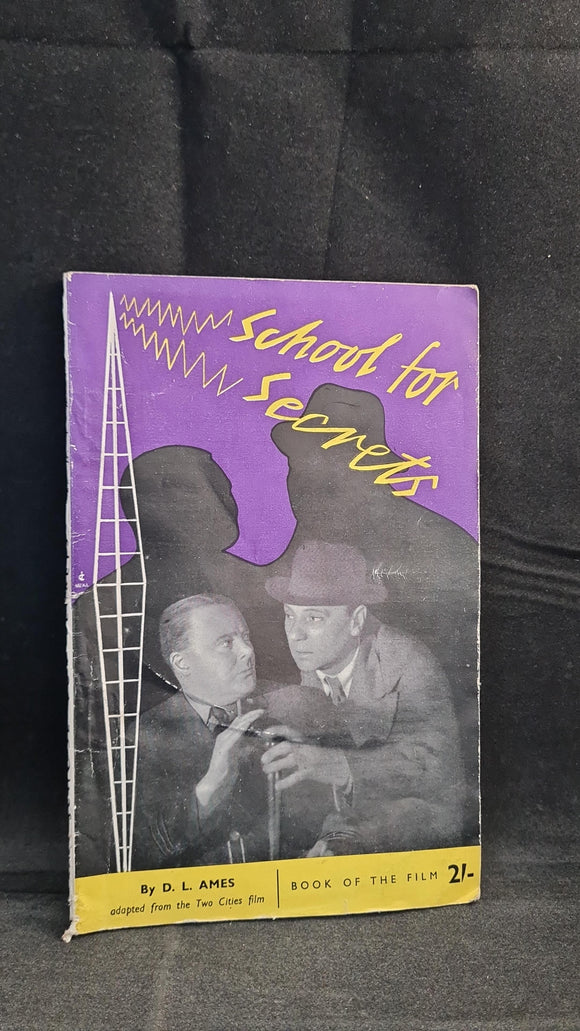 School for
Secrets
By D. L. AMES
adapted from the Two Cities film
BOOK OF THE FILM 2/-